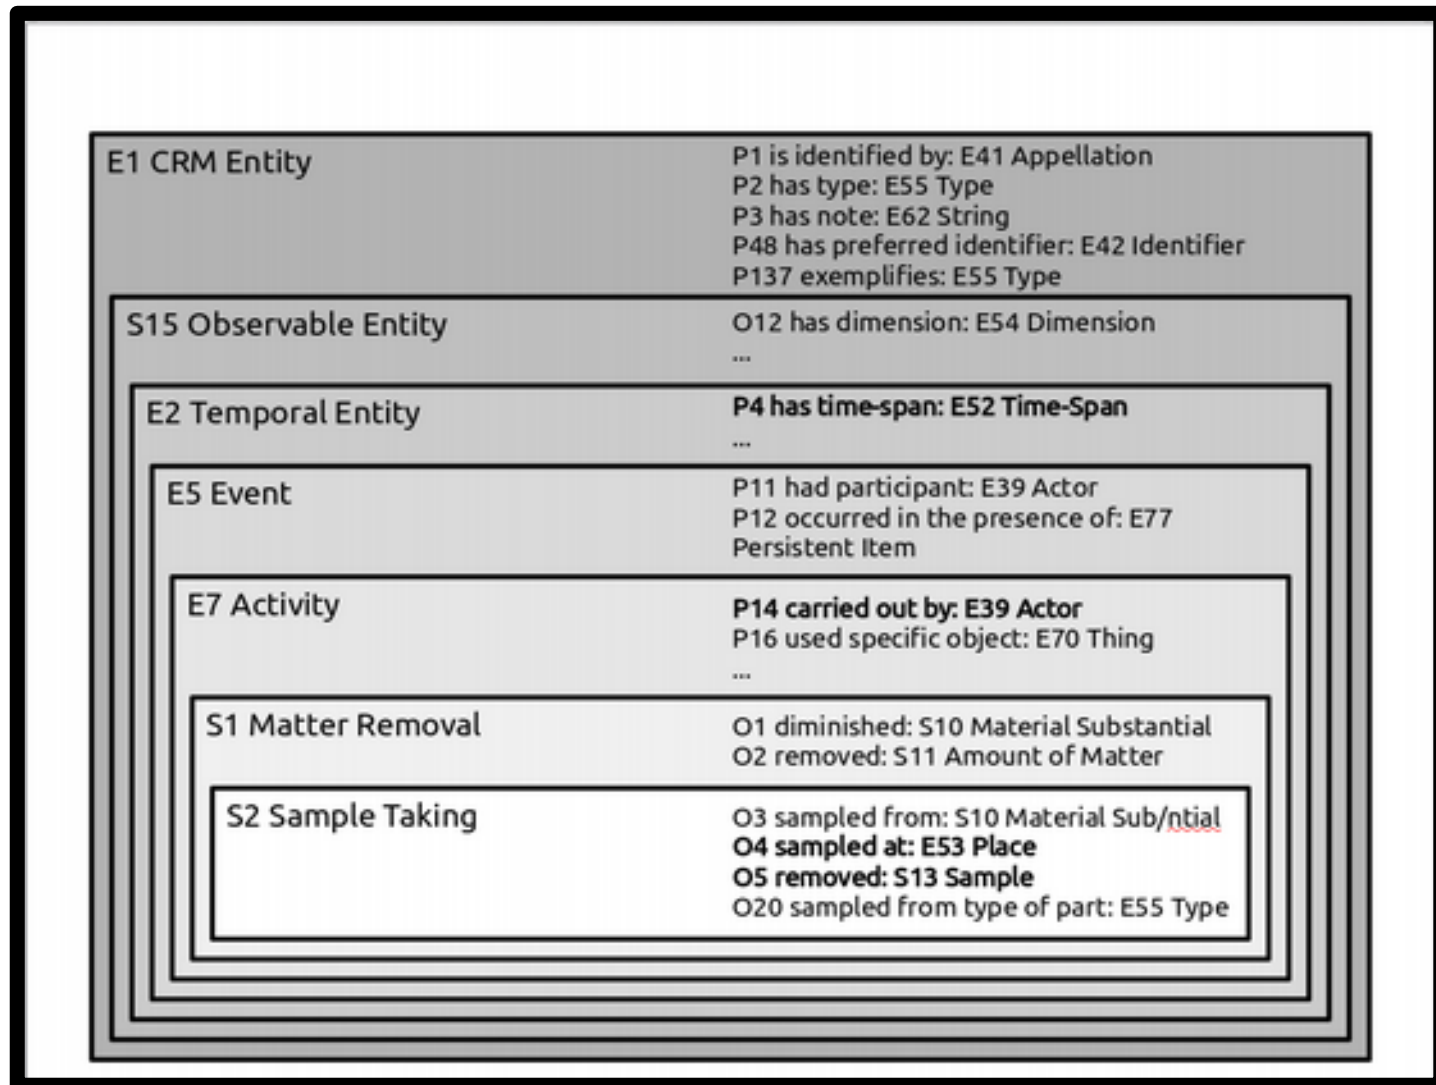 E1 CRM Entity
P1 is identified by: E41 Appellation
P2 has type: E55 Type
P3 has note: E62 String
P48 has preferred identifier: E42 Identifier
P137 exemplifies: E55 Type
S15 Observable Entity
O12 has dimension: E54 Dimension
...
E2 Temporal Entity
P4 has time-span: E52 Time-Span
...
E5 Event
P11 had participant: E39 Actor
P12 occurred in the presence of: E77
Persistent Item
E7 Activity
P14 carried out by: E39 Actor
P16 used specific object: E70 Thing
...
S1 Matter Removal
O1 diminished: S10 Material Substantial
O2 removed: S11 Amount of Matter
S2 Sample Taking
O3 sampled from: S10 Material Sub/ntial
O4 sampled at: E53 Place
O5 removed: S13 Sample
O20 sampled from type of part: E55 Type